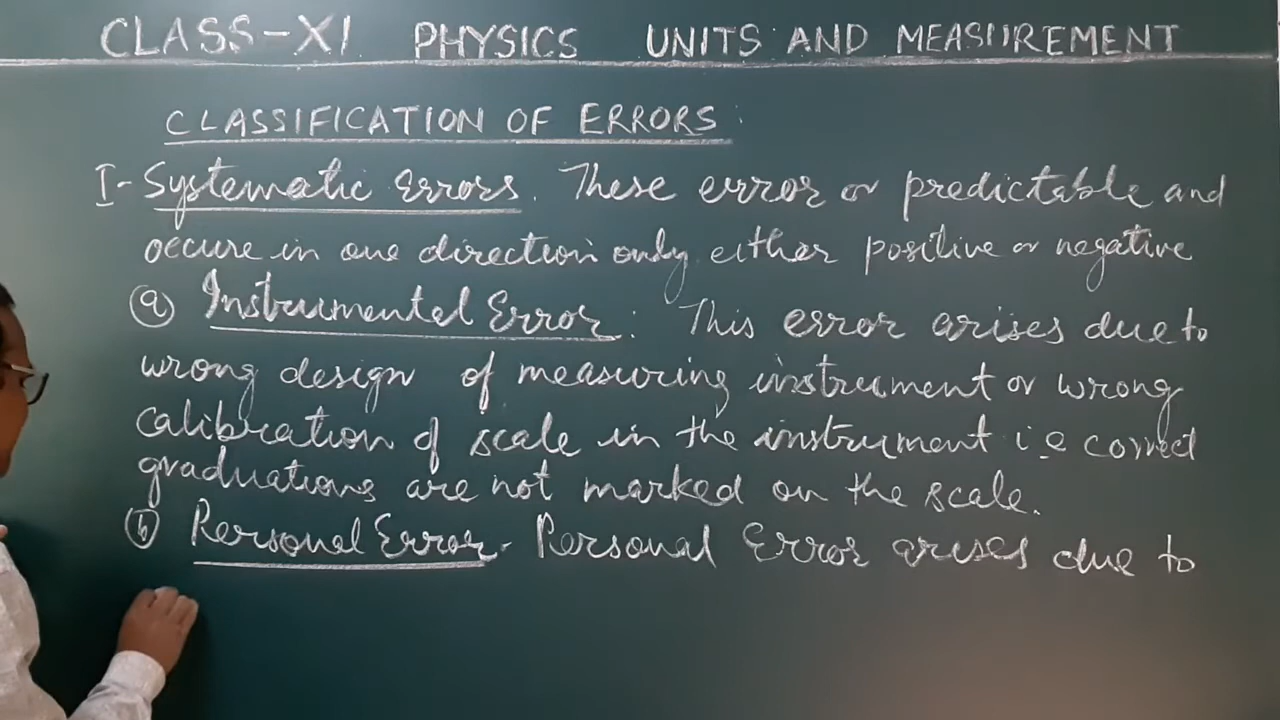 CLASS-XI PHYSICS UNITS AND MEASUREMENT
CLASSIFICATION OF ERRORS:
I- Systematic Errors. These error or predictable and
occure in one direction only either positive or negative
(a) Instrumental Error: This error arises due to
wrong design of measuring instrument or wrong
calibration of scale in the instrument i.e correct
graduations are not marked on the scale.
(b) Personal Error- Personal Error arises due to